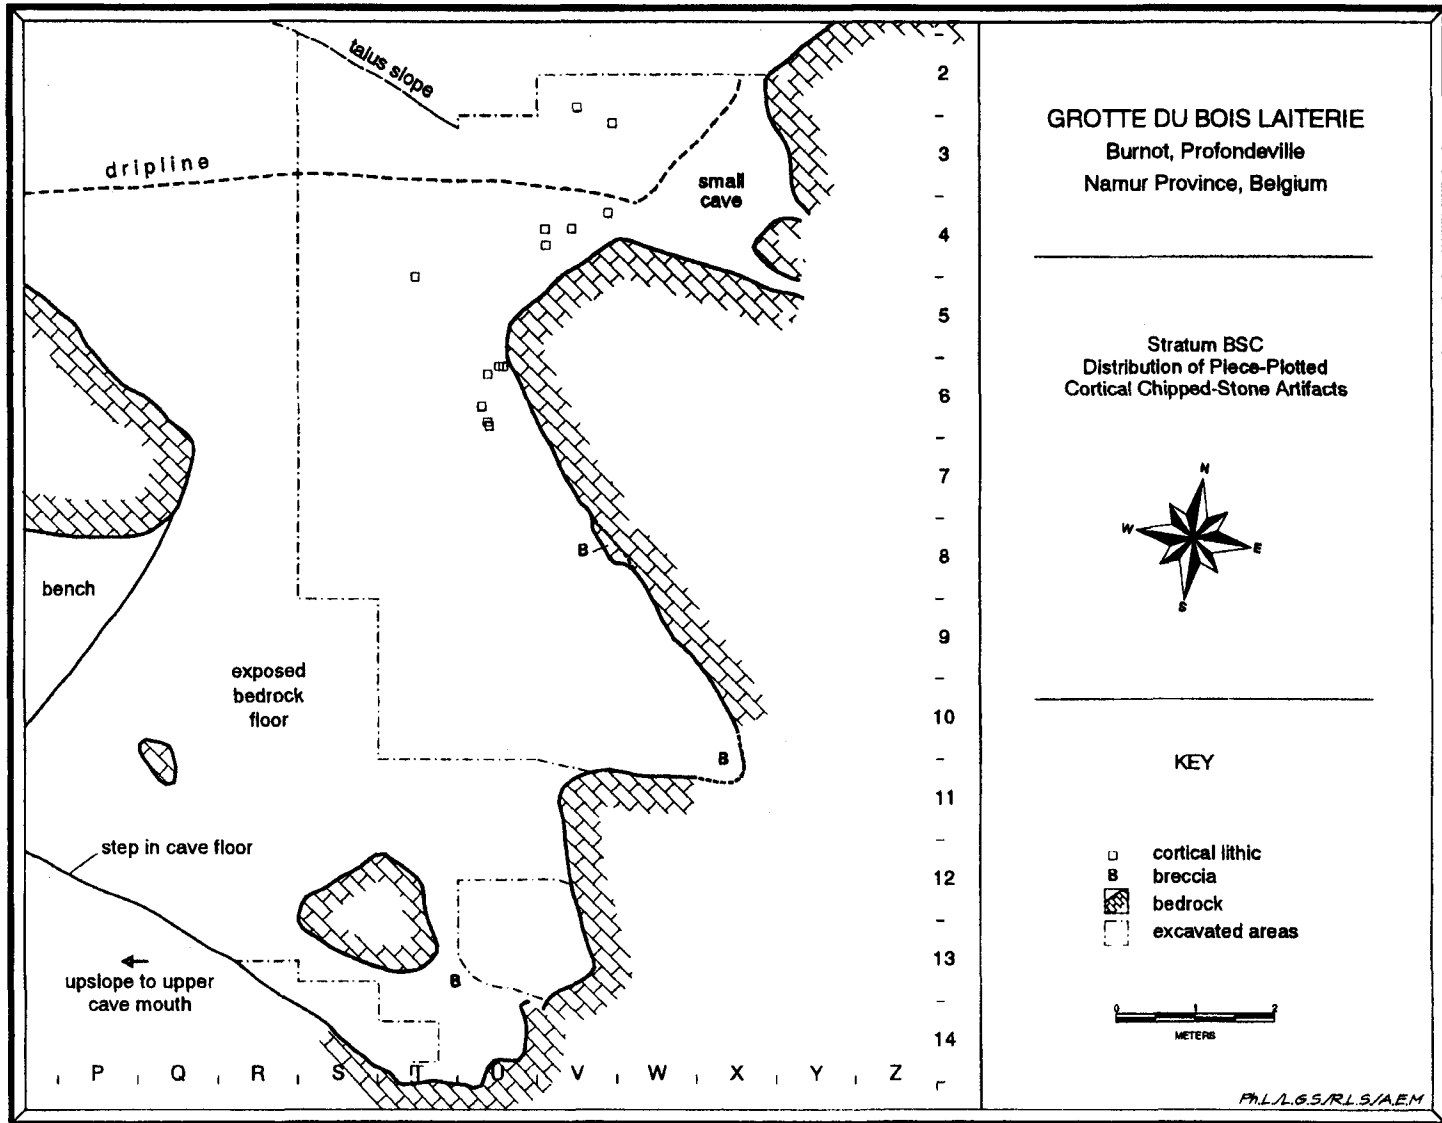 talus slope
dripline
small
cave
bench
exposed
bedrock
floor
B
B
step in cave floor
upslope to upper
cave mouth
B
P Q R S T U V W X Y Z
2
3
4
5
6
7
8
9
10
11
12
13
14
GROTTE DU BOIS LAITERIE
Burnot, Profondeville
Namur Province, Belgium
Stratum BSC
Distribution of Piece-Plotted
Cortical Chipped-Stone Artifacts
N
W
E
S
KEY
cortical lithic
B breccia
bedrock
excavated areas
0 1 2
METERS
Ph.L./L.G.S./R.L.S./A.E.M